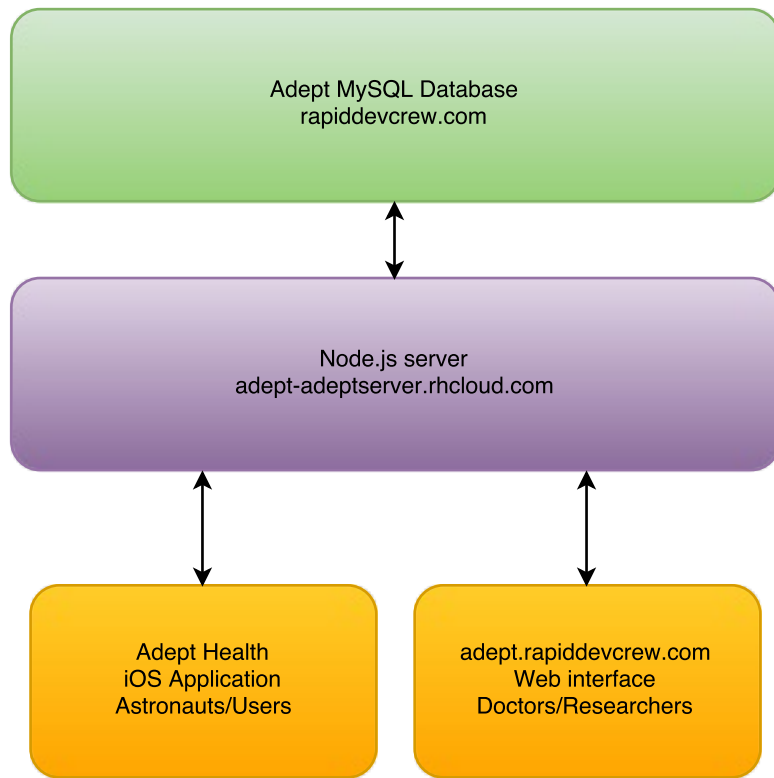 Adept MySQL Database
rapiddevcrew.com
Node.js server
adept-adeptserver.rhcloud.com
Adept Health
iOS Application
Astronauts/Users
adept.rapiddevcrew.com
Web interface
Doctors/Researchers